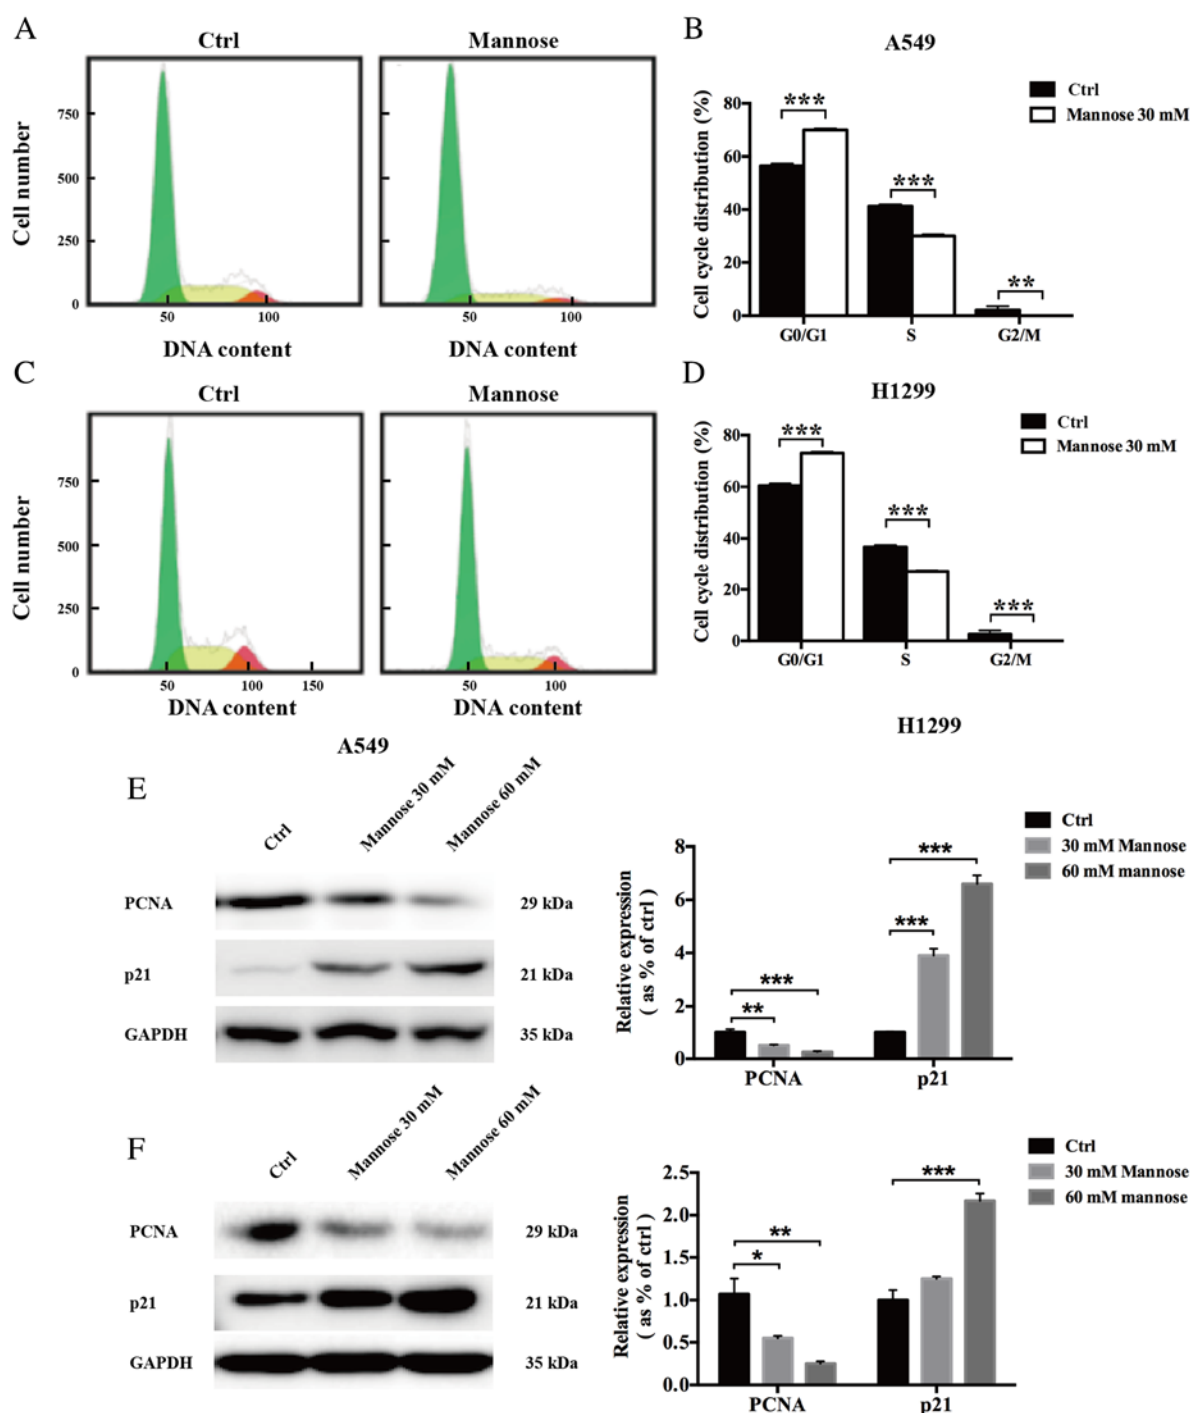 A
Ctrl
Mannose
Cell number
750
500
250
0
50
100
50
100
DNA content
DNA content
B
A549
Ctrl
Mannose 30 mM
Cell cycle distribution (%)
80
60
40
20
0
***
***
**
G0/G1
S
G2/M
C
Ctrl
Mannose
Cell number
750
500
250
0
50
100
150
50
100
DNA content
DNA content
D
H1299
Ctrl
Mannose 30 mM
Cell cycle distribution (%)
80
60
40
20
0
***
***
***
G0/G1
S
G2/M
A549
H1299
E
Ctrl
Mannose 30 mM
Mannose 60 mM
PCNA
29 kDa
p21
21 kDa
GAPDH
35 kDa
Ctrl
30 mM Mannose
60 mM mannose
Relative expression
( as % of ctrl )
8
6
4
2
0
**
***
***
***
PCNA
p21
F
Ctrl
Mannose 30 mM
Mannose 60 mM
PCNA
29 kDa
p21
21 kDa
GAPDH
35 kDa
Ctrl
30 mM Mannose
60 mM mannose
Relative expression
( as % of ctrl )
2.5
2.0
1.5
1.0
0.5
0.0
*
**
***
PCNA
p21